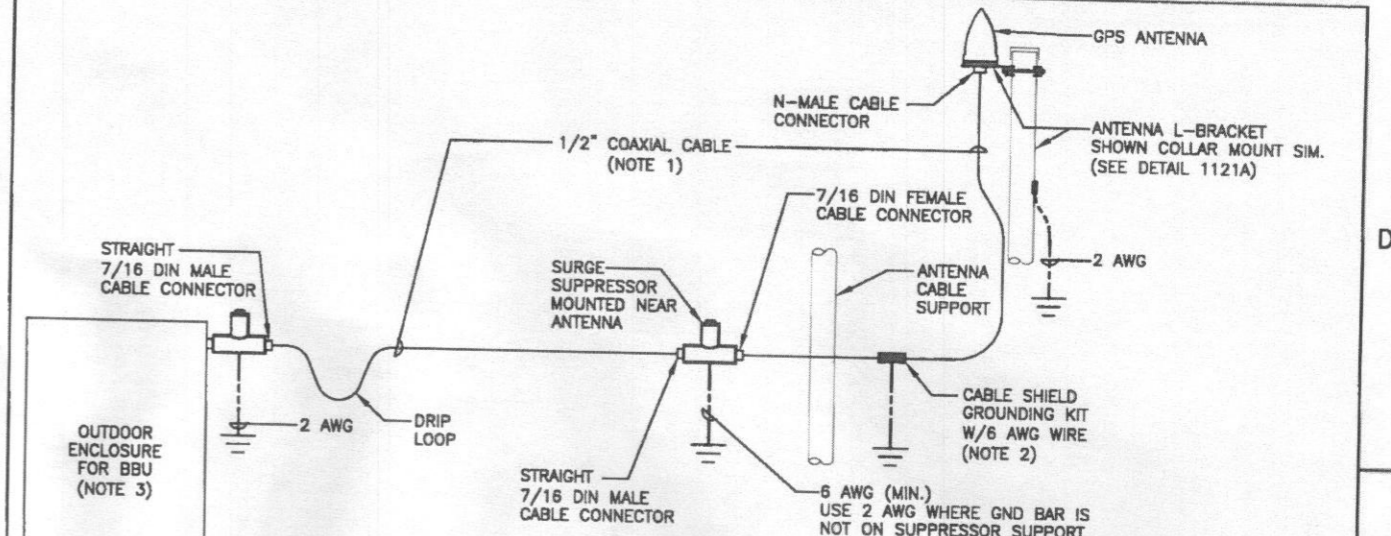 GPS ANTENNA
N-MALE CABLE
CONNECTOR
1/2" COAXIAL CABLE
(NOTE 1)
ANTENNA L-BRACKET
SHOWN COLLAR MOUNT SIM.
(SEE DETAIL 1121A)
7/16 DIN FEMALE
CABLE CONNECTOR
D
STRAIGHT
7/16 DIN MALE
CABLE CONNECTOR
SURGE
SUPPRESSOR
MOUNTED NEAR
ANTENNA
ANTENNA
CABLE
SUPPORT
2 AWG
OUTDOOR
ENCLOSURE
FOR BBU
(NOTE 3)
2 AWG
DRIP
LOOP
CABLE SHIELD
GROUNDING KIT
W/6 AWG WIRE
(NOTE 2)
STRAIGHT
7/16 DIN MALE
CABLE CONNECTOR
6 AWG (MIN.)
USE 2 AWG WHERE GND BAR IS
NOT ON SUPPRESSOR SUPPORT